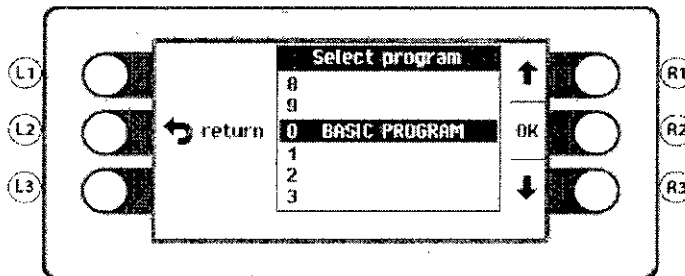 Select program
L1
8
R1
9
L2
return
0 BASIC PROGRAM
OK
R2
1
2
L3
3
R3